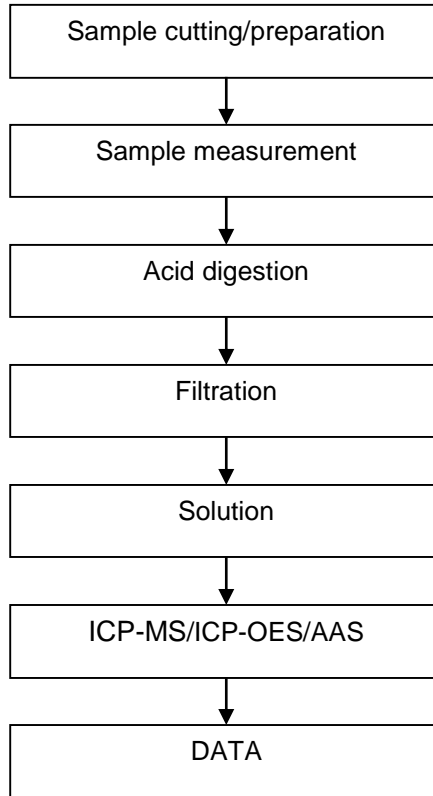 Sample cutting/preparation
Sample measurement
Acid digestion
Filtration
Solution
ICP-MS/ICP-OES/AAS
DATA